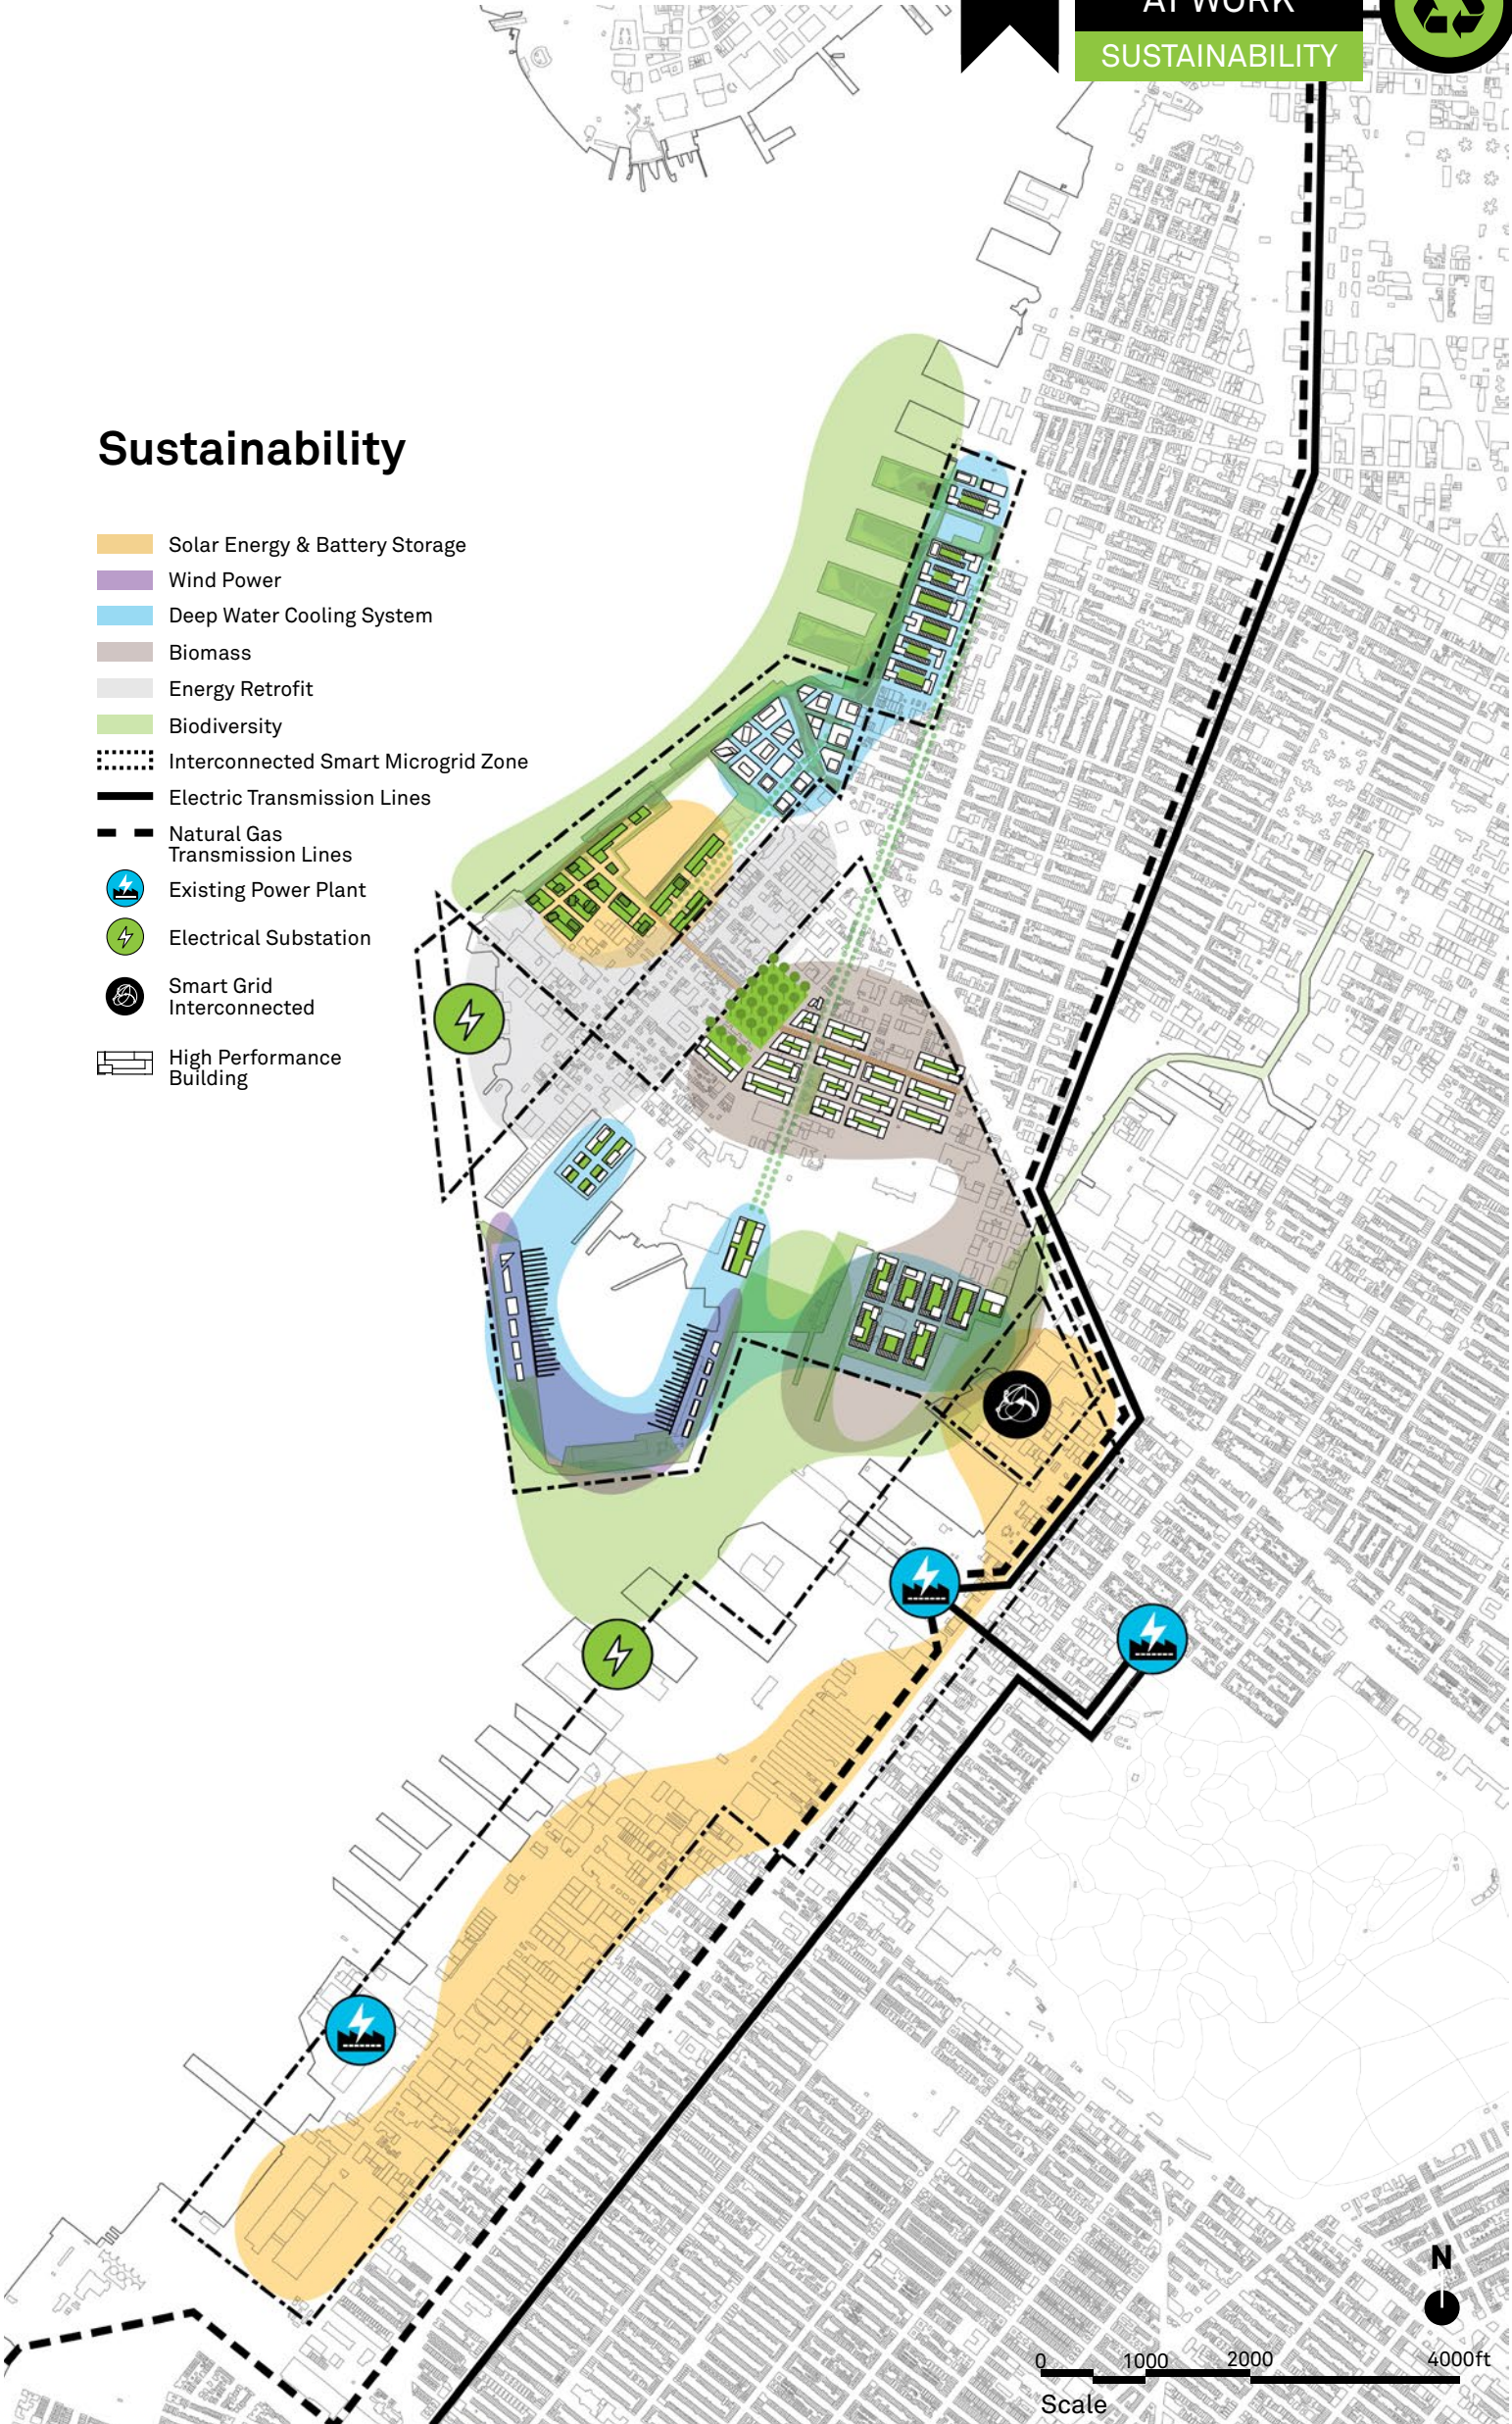 AT WORK
SUSTAINABILITY
Sustainability
Solar Energy & Battery Storage
Wind Power
Deep Water Cooling System
Biomass
Energy Retrofit
Biodiversity
Interconnected Smart Microgrid Zone
Electric Transmission Lines
Natural Gas
Transmission Lines
Existing Power Plant
Electrical Substation
Smart Grid
Interconnected
High Performance
Building
N
0 1000 2000 4000ft
Scale